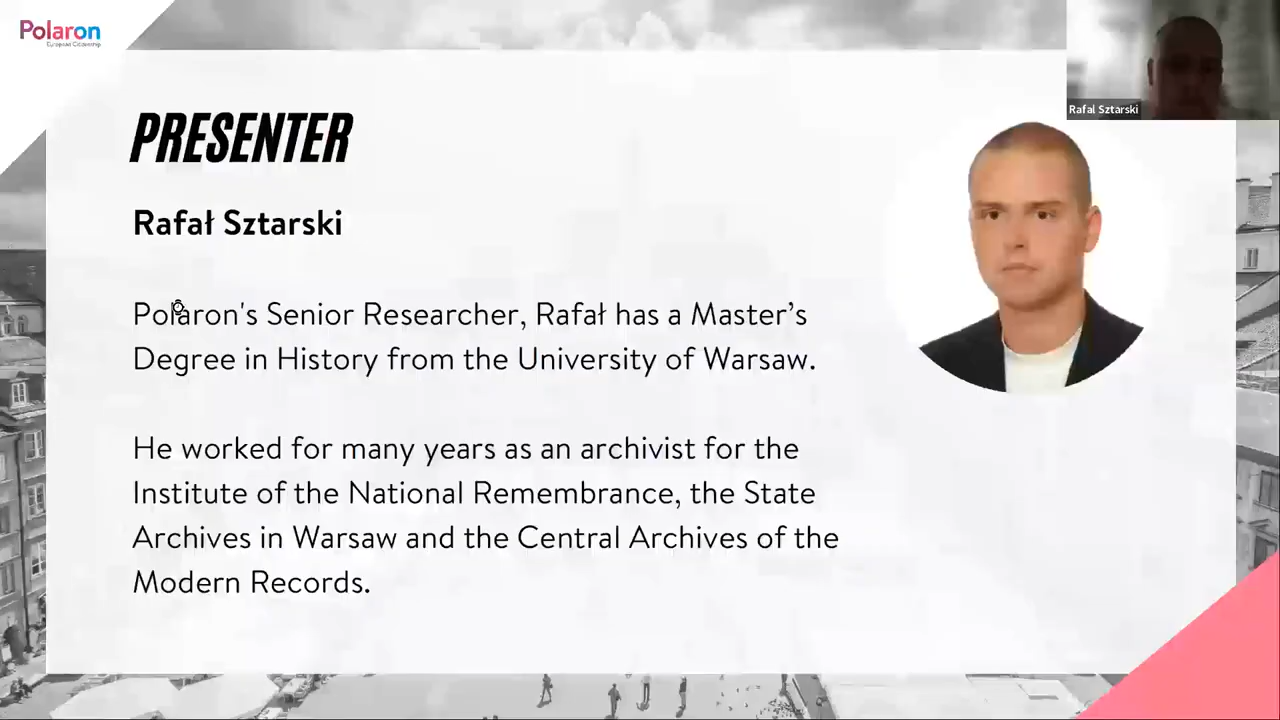 Polaron
European Citizenship
Rafal Sztarski
PRESENTER
Rafał Sztarski
Polaron's Senior Researcher, Rafał has a Master’s
Degree in History from the University of Warsaw.
He worked for many years as an archivist for the
Institute of the National Remembrance, the State
Archives in Warsaw and the Central Archives of the
Modern Records.